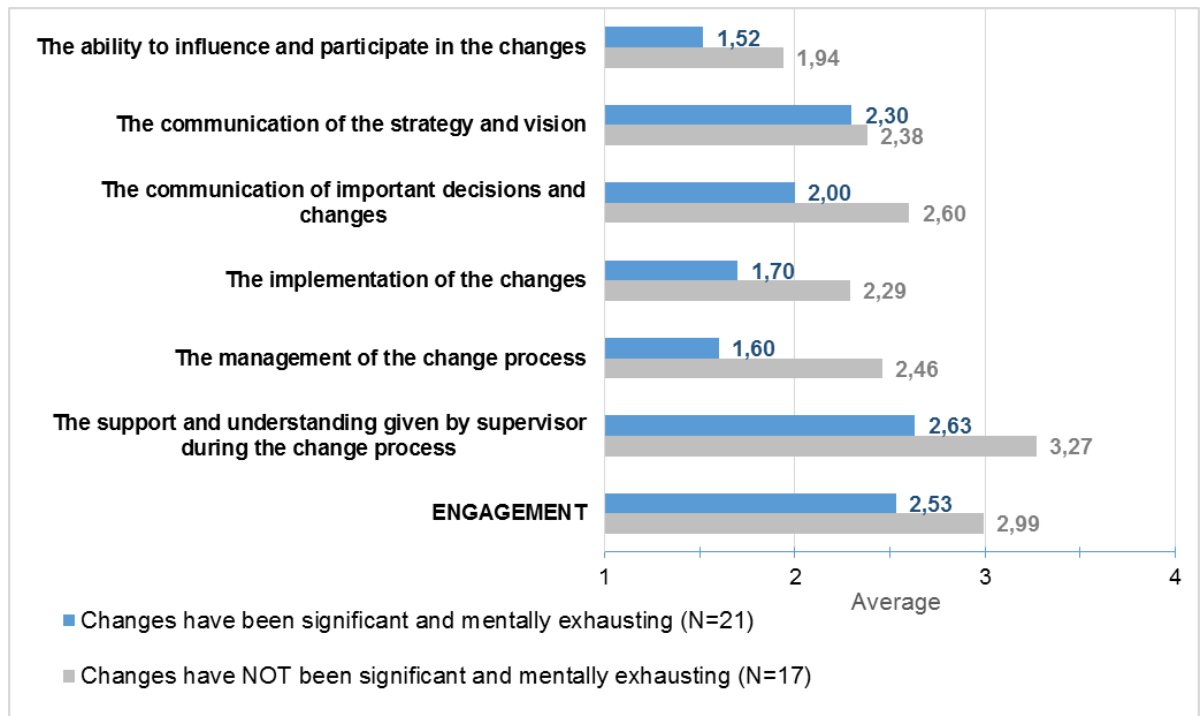 The ability to influence and participate in the changes
1,52
1,94
The communication of the strategy and vision
2,30
2,38
The communication of important decisions and
changes
2,00
2,60
The implementation of the changes
1,70
2,29
The management of the change process
1,60
2,46
The support and understanding given by supervisor
during the change process
2,63
3,27
ENGAGEMENT
2,53
2,99
1 2 3 4
Average
Changes have been significant and mentally exhausting (N=21)
Changes have NOT been significant and mentally exhausting (N=17)